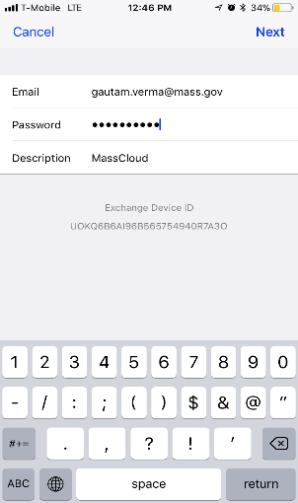 T-Mobile LTE 12:46 PM 34%
Cancel Next
Email gautam.verma@mass.gov
Password ●●●●●●●●●●
Description MassCloud
Exchange Device ID
UOKQ6B6AI96B565754940R7A3O
1 2 3 4 5 6 7 8 9 0
- / : ; ( ) $ & @ "
#+= . , ? ! '
ABC space return